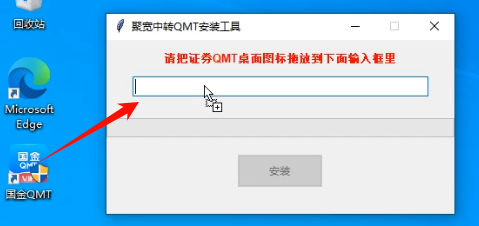 回收站
聚宽中转QMT安装工具
请把证券QMT桌面图标拖放到下面输入框里
Microsoft
Edge
国金
QMT
国金QMT
安装